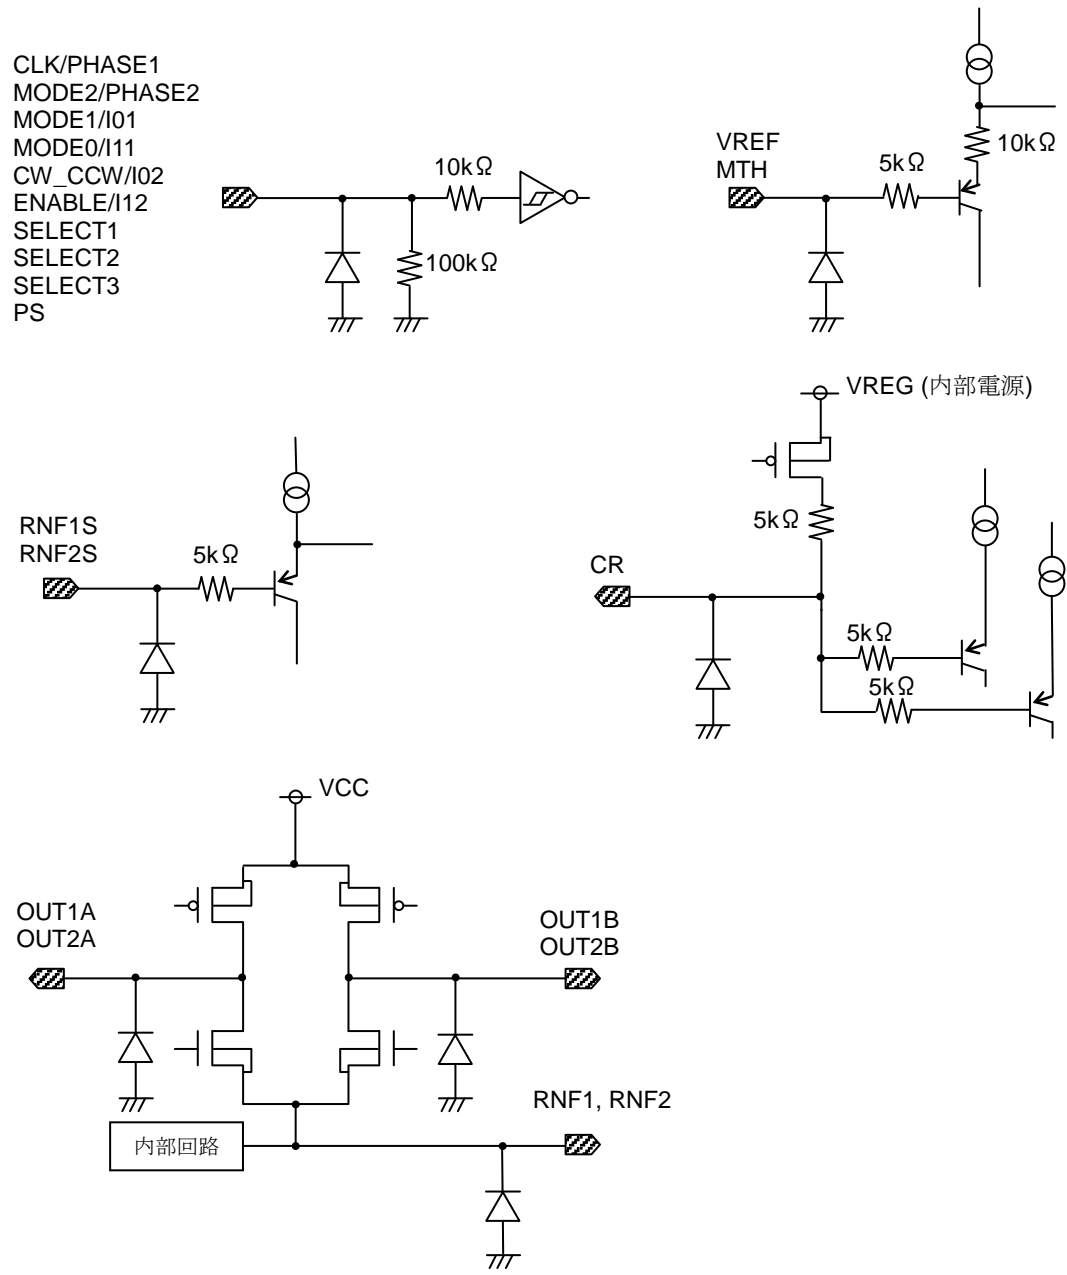 CLK/PHASE1
MODE2/PHASE2
MODE1/I01
MODE0/I11
CW_CCW/I02
ENABLE/I12
SELECT1
SELECT2
SELECT3
PS
10kΩ
100kΩ
VREF
MTH
5kΩ
10kΩ
RNF1S
RNF2S
5kΩ
VREG (内部電源)
5kΩ
CR
5kΩ
5kΩ
VCC
OUT1A
OUT2A
OUT1B
OUT2B
RNF1, RNF2
内部回路